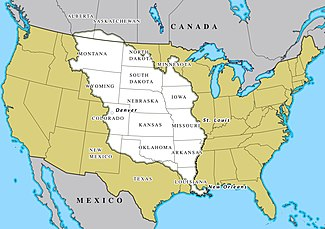 CANADA
ALBERTA
SASKATCHEWAN
MONTANA
NORTH
DAKOTA
MINNESOTA
SOUTH
DAKOTA
WYOMING
IOWA
NEBRASKA
Denver
COLORADO
KANSAS
MISSOURI
St. Louis
OKLAHOMA
ARKANSAS
NEW
MEXICO
TEXAS
LOUISIANA
New Orleans
MEXICO